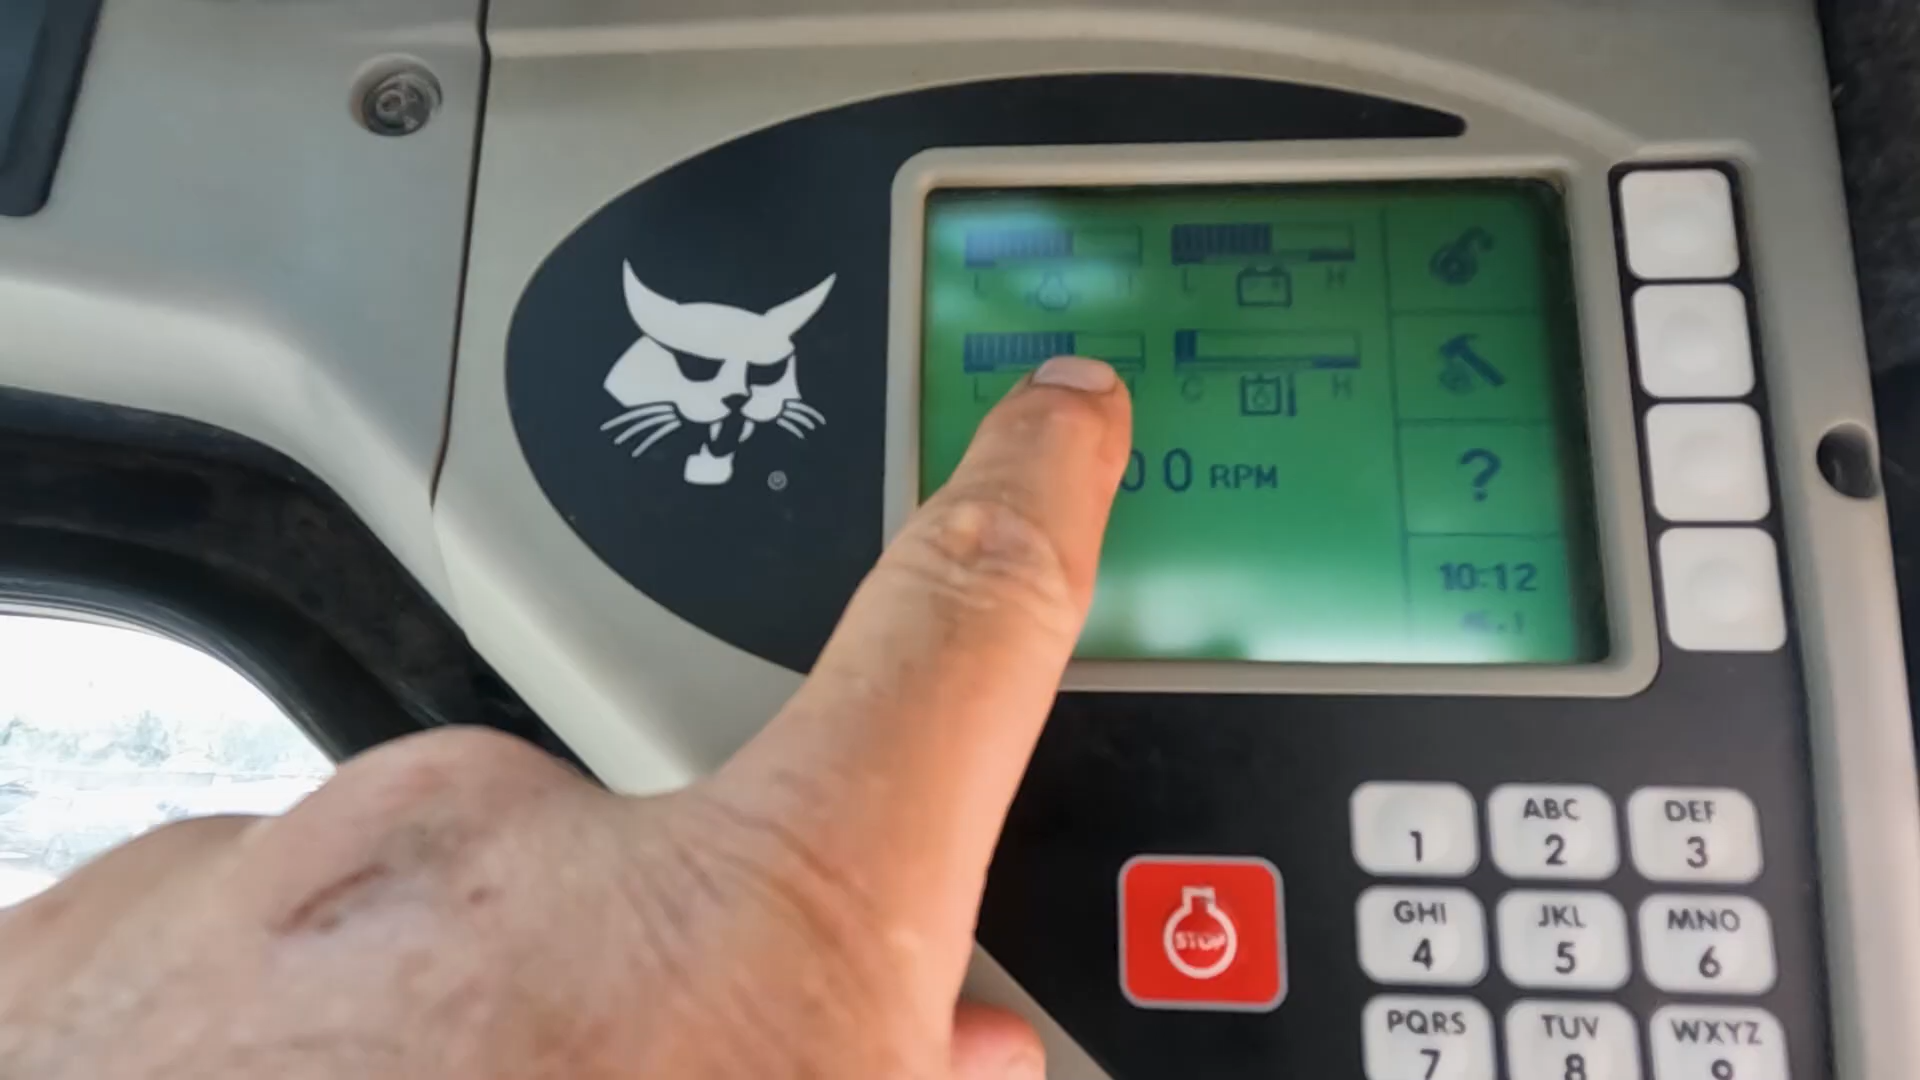 L H L H
L C H
00 RPM
?
10:12
®
STOP
1
ABC
2
DEF
3
GHI
4
JKL
5
MNO
6
PQRS
7
TUV
8
WXYZ
9